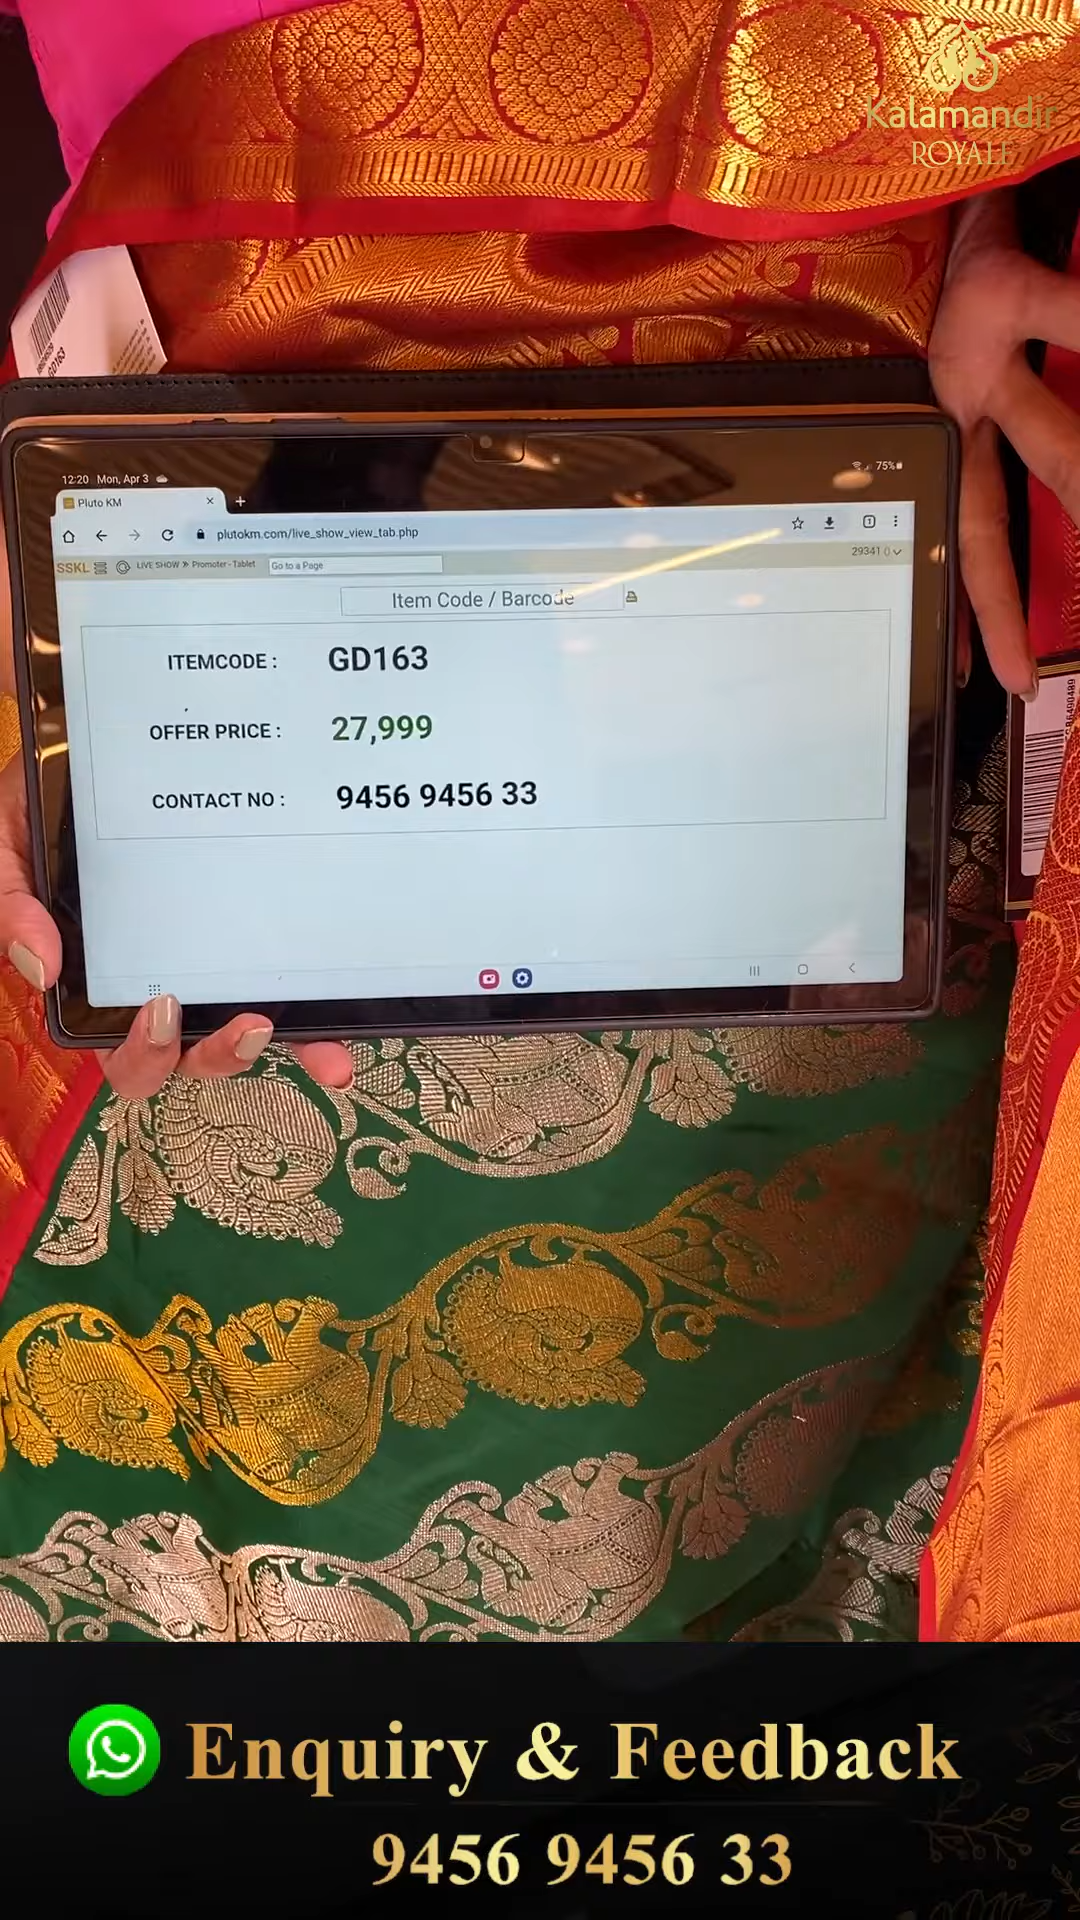 Kalamandir
ROYALE
GD163
12:20 Mon, Apr 3
75%
Pluto KM
plutokm.com/live_show_view_tab.php
29341 ()
SSKL
LIVE SHOW >> Promoter - Tablet
Go to a Page
Item Code / Barcode
ITEMCODE : GD163
OFFER PRICE : 27,999
CONTACT NO : 9456 9456 33
Enquiry & Feedback
9456 9456 33